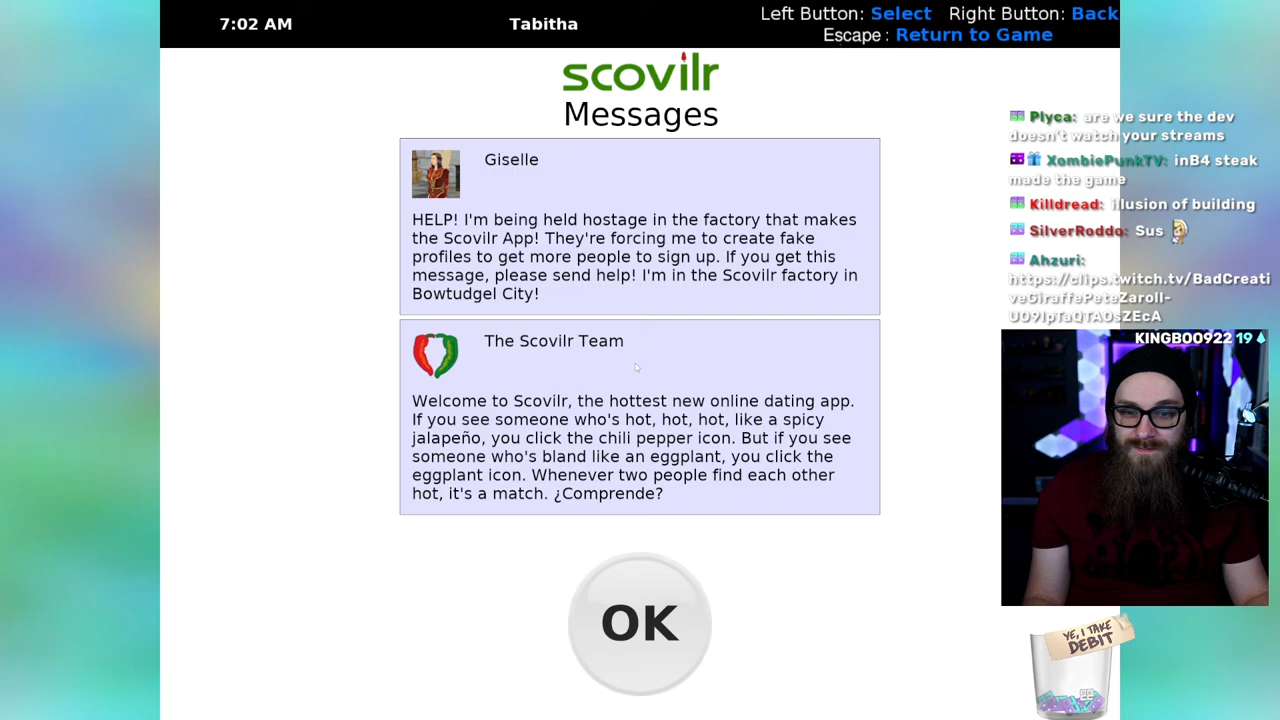 7:02 AM
Tabitha
Left Button: Select Right Button: Back
Escape : Return to Game
scovilr
Messages
Giselle
HELP! I'm being held hostage in the factory that makes
the Scovilr App! They're forcing me to create fake
profiles to get more people to sign up. If you get this
message, please send help! I'm in the Scovilr factory in
Bowtudgel City!
The Scovilr Team
Welcome to Scovilr, the hottest new online dating app.
If you see someone who's hot, hot, hot, like a spicy
jalapeño, you click the chili pepper icon. But if you see
someone who's bland like an eggplant, you click the
eggplant icon. Whenever two people find each other
hot, it's a match. ¿Comprende?
OK
Plyca: are we sure the dev
doesn't watch your streams
XombiePunkTV: inB4 steak
made the game
Killdread: illusion of building
SilverRoddo: Sus
Ahzuri:
https://clips.twitch.tv/BadCreati
veGiraffePeteZaroll-
KINGBOO922 19
YE, I TAKE
DEBIT